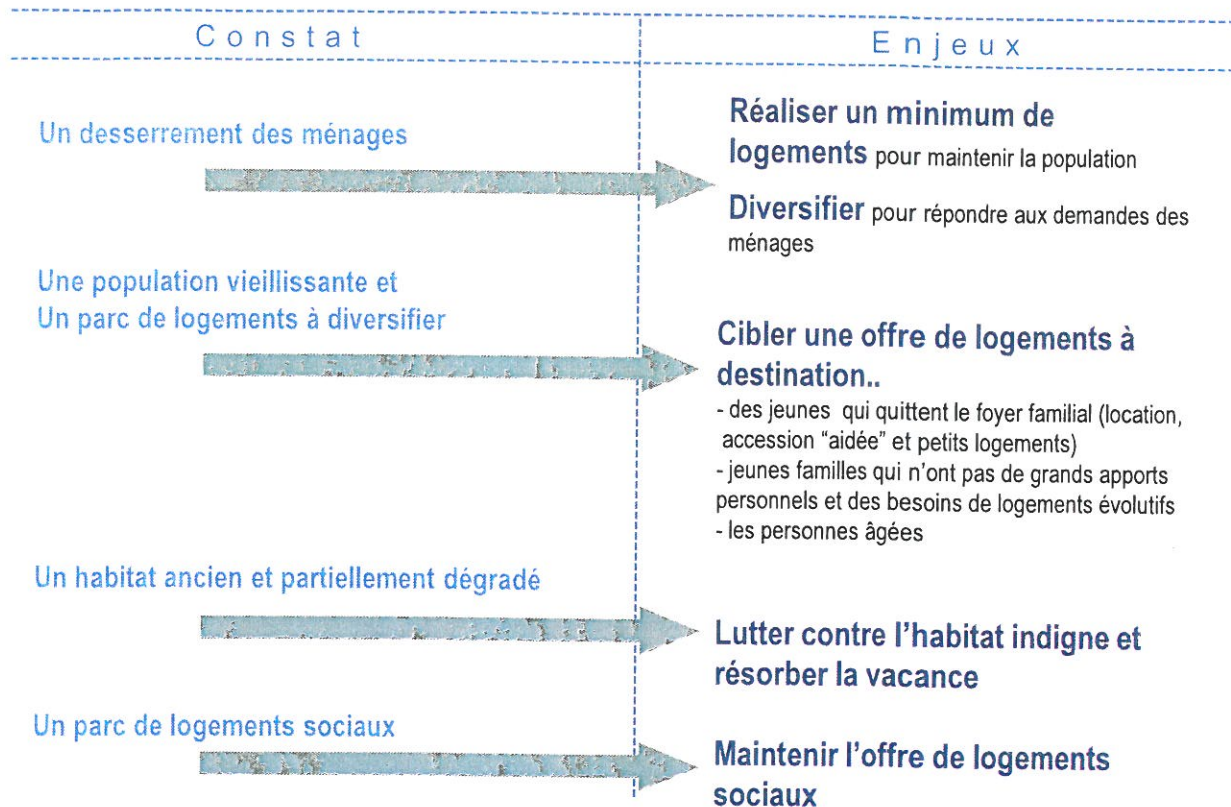 Constat
Enjeux
Un desserrement des ménages
Réaliser un minimum de
logements pour maintenir la population
Diversifier pour répondre aux demandes des
ménages
Une population vieillissante et
Un parc de logements à diversifier
Cibler une offre de logements à
destination..
- des jeunes qui quittent le foyer familial (location,
accession “aidée” et petits logements)
- jeunes familles qui n’ont pas de grands apports
personnels et des besoins de logements évolutifs
- les personnes âgées
Un habitat ancien et partiellement dégradé
Lutter contre l’habitat indigne et
résorber la vacance
Un parc de logements sociaux
Maintenir l’offre de logements
sociaux